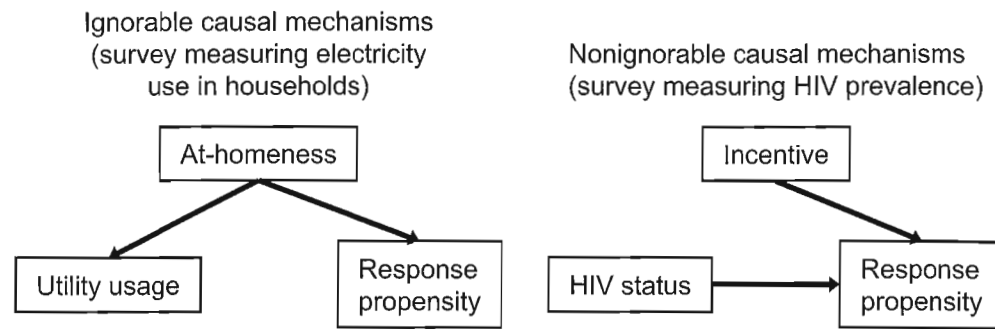 Ignorable causal mechanisms
(survey measuring electricity
use in households)
At-homeness
Utility usage
Response
propensity
Nonignorable causal mechanisms
(survey measuring HIV prevalence)
Incentive
HIV status
Response
propensity